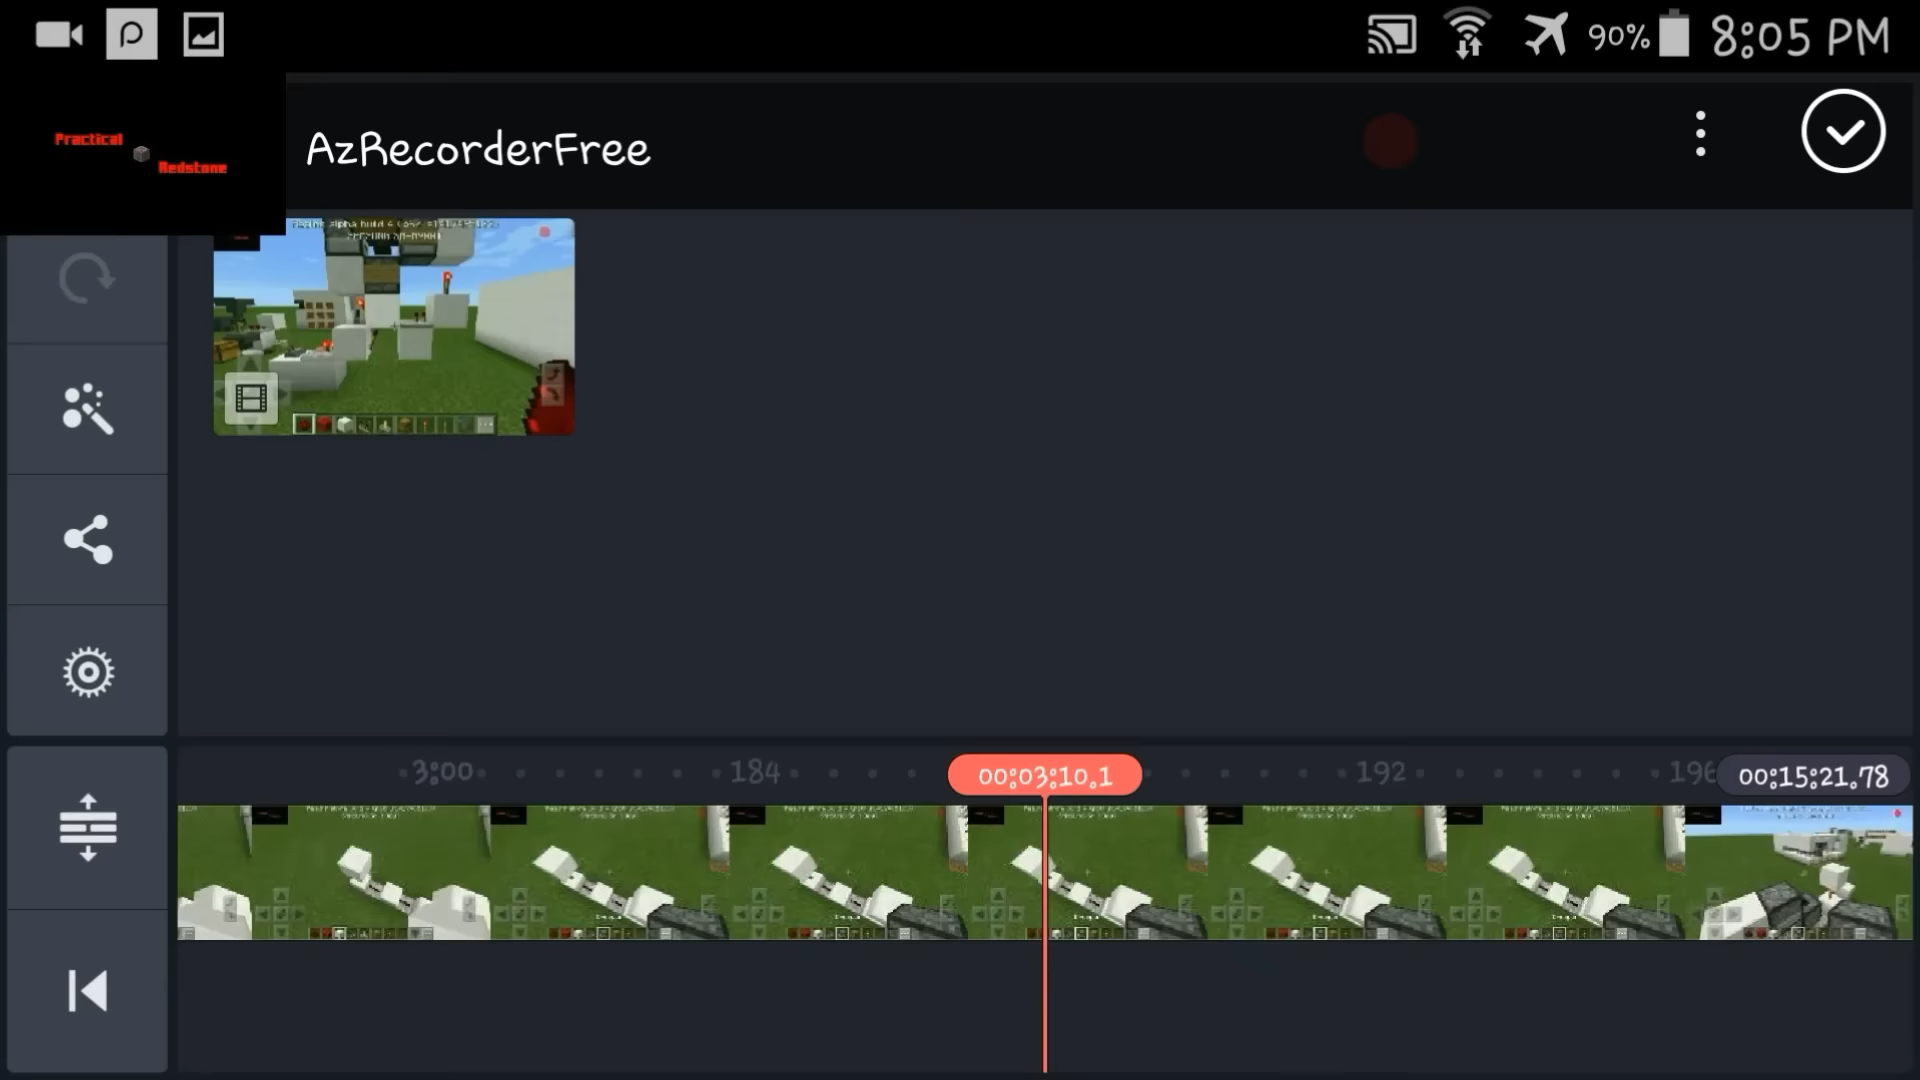 90% 8:05 PM
Practical
Redstone
AzRecorderFree
3:00 184 00:03:10.1 192 196 00:15:21.78